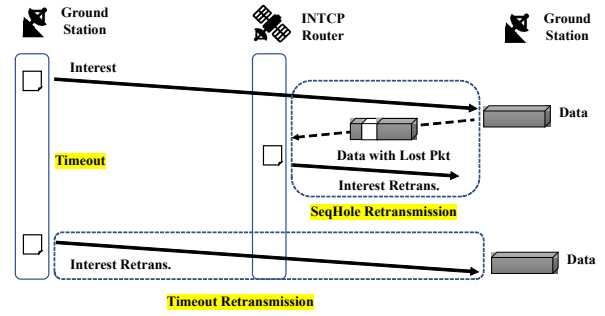 Ground
Station
INTCP
Router
Ground
Station
Interest
Data
Data with Lost Pkt
Timeout
Interest Retrans.
SeqHole Retransmission
Interest Retrans.
Data
Timeout Retransmission